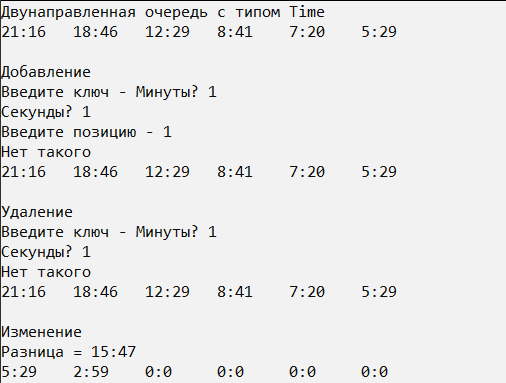 Двунаправленная очередь с типом Time
21:16 18:46 12:29 8:41 7:20 5:29
Добавление
Введите ключ - Минуты? 1
Секунды? 1
Введите позицию - 1
Нет такого
21:16 18:46 12:29 8:41 7:20 5:29
Удаление
Введите ключ - Минуты? 1
Секунды? 1
Нет такого
21:16 18:46 12:29 8:41 7:20 5:29
Изменение
Разница = 15:47
5:29 2:59 0:0 0:0 0:0 0:0